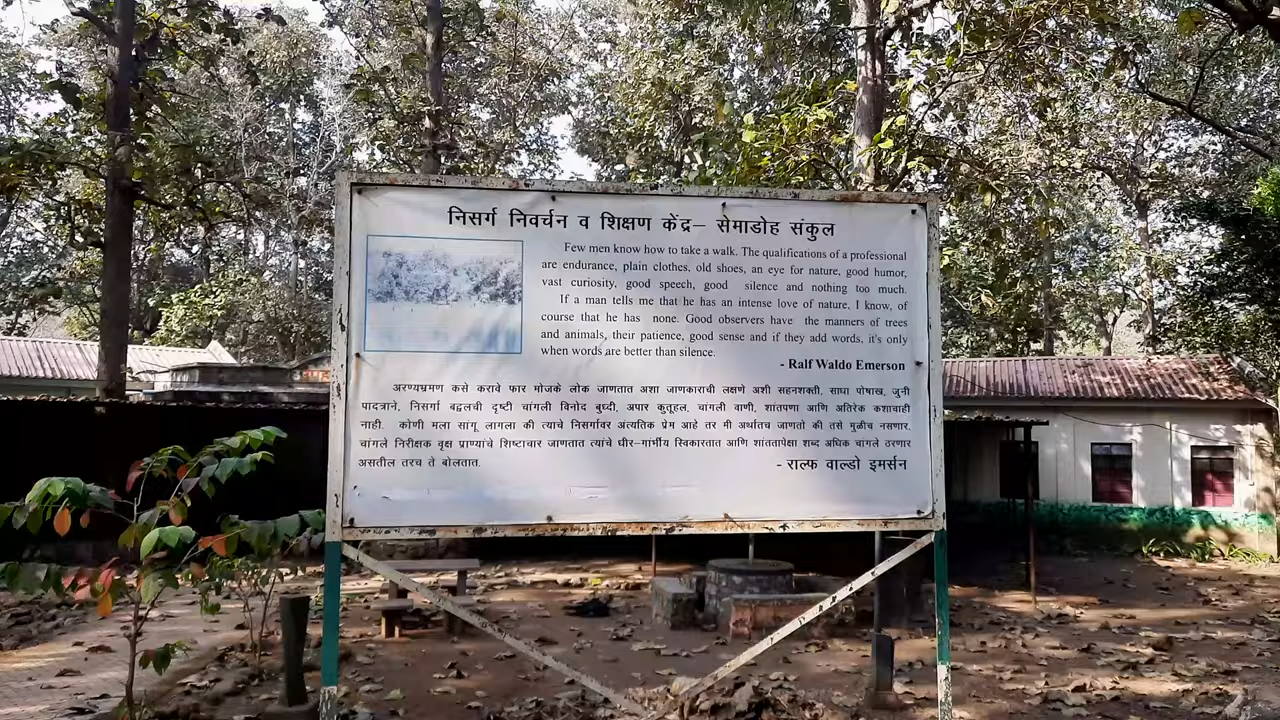 निसर्ग निवर्चन व शिक्षण केंद्र– सेमाडोह संकुल
Few men know how to take a walk. The qualifications of a professional
are endurance, plain clothes, old shoes, an eye for nature, good humor,
vast curiosity, good speech, good silence and nothing too much.
If a man tells me that he has an intense love of nature, I know, of
course that he has none. Good observers have the manners of trees
and animals, their patience, good sense and if they add words, it's only
when words are better than silence.
- Ralf Waldo Emerson
अरण्यभ्रमण कसे करावे फार मोजके लोक जाणतात अशा जाणकाराची लक्षणे अशी सहनशक्ती, साधा पोषाख, जुनी
पादत्राने, निसर्गा बद्दलची दृष्टी चांगली विनोद बुध्दी, अपार कुतूहल, चांगली वाणी, शांतपणा आणि अतिरेक कशाचाही
नाही. कोणी मला सांगू लागला की त्याचे निसर्गावर अंत्यतिक प्रेम आहे तर मी अर्थातच जाणतो की तसे मुळीच नसणार.
चांगले निरीक्षक वृक्ष प्राण्यांचे शिष्टाचार जाणतात त्यांचे धीर–गांर्भीय स्विकारतात आणि शांततापेक्षा शब्द अधिक चांगले ठरणार
असतील तरच ते बोलतात.
- राल्फ वाल्डो इमर्सन